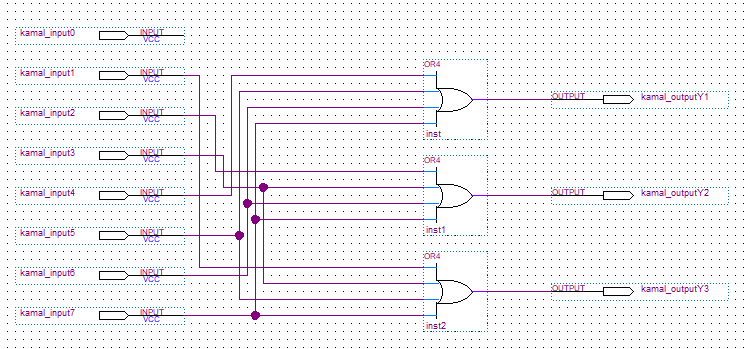 kamal_input0 INPUT
VCC
kamal_input1 INPUT
VCC
kamal_input2 INPUT
VCC
kamal_input3 INPUT
VCC
kamal_input4 INPUT
VCC
kamal_input5 INPUT
VCC
kamal_input6 INPUT
VCC
kamal_input7 INPUT
VCC
OR4
inst
OUTPUT kamal_outputY1
OR4
inst1
OUTPUT kamal_outputY2
OR4
inst2
OUTPUT kamal_outputY3